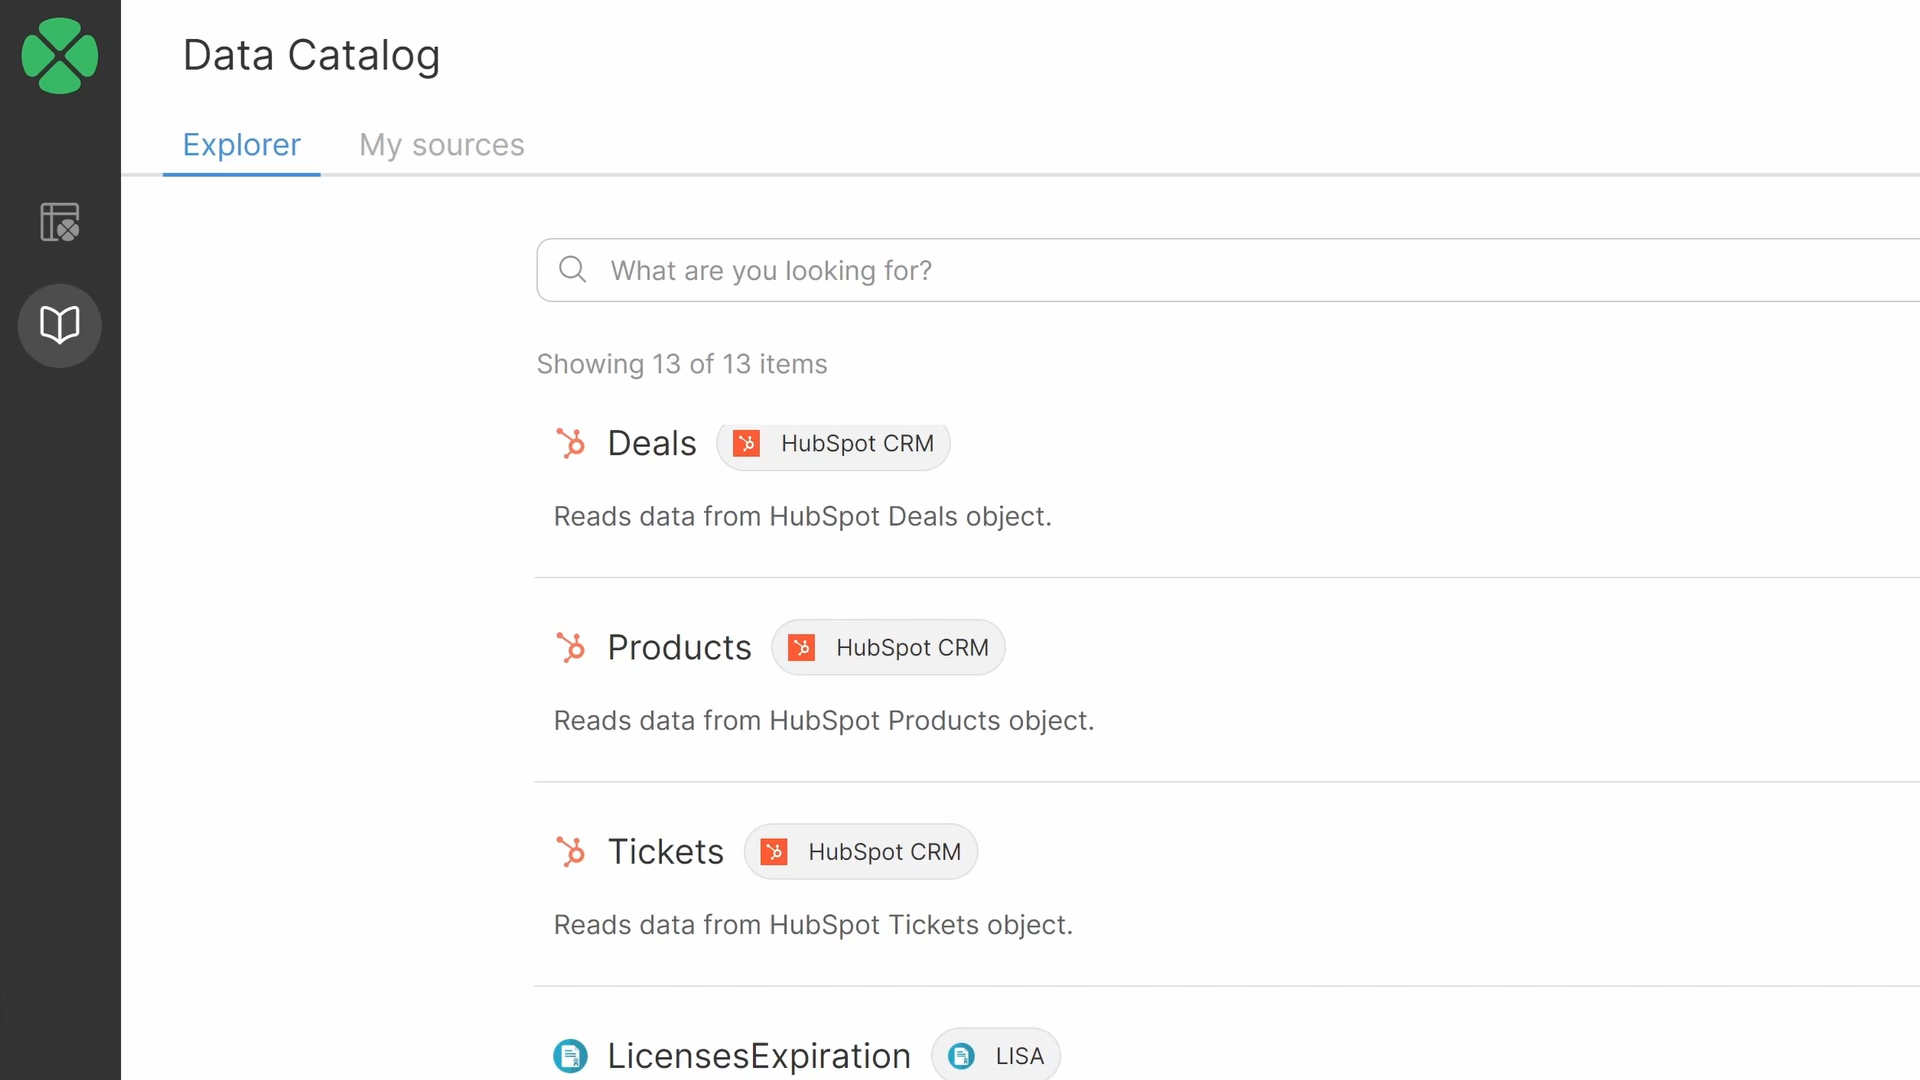 Data Catalog
Explorer My sources
What are you looking for?
Showing 13 of 13 items
Deals HubSpot CRM
Reads data from HubSpot Deals object.
Products HubSpot CRM
Reads data from HubSpot Products object.
Tickets HubSpot CRM
Reads data from HubSpot Tickets object.
LicensesExpiration LISA